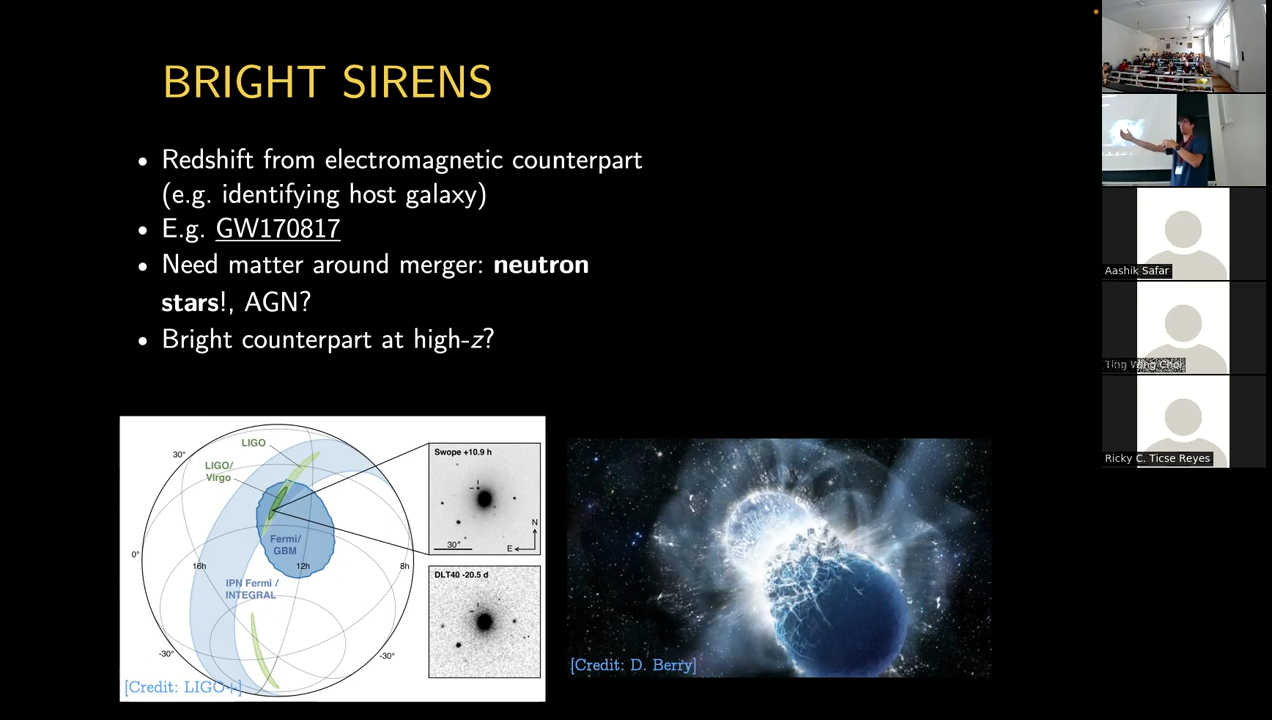 BRIGHT SIRENS
• Redshift from electromagnetic counterpart
(e.g. identifying host galaxy)
• E.g. GW170817
• Need matter around merger: neutron
stars!, AGN?
• Bright counterpart at high-z?
LIGO
LIGO/
Virgo
Fermi/
GBM
IPN Fermi /
INTEGRAL
30°
0°
-30°
-30°
16h
12h
8h
Swope +10.9 h
30"
N
E
DLT40 -20.5 d
[Credit: LIGO+]
[Credit: D. Berry]
Aashik Safar
Ting
Ricky C. Ticse Reyes